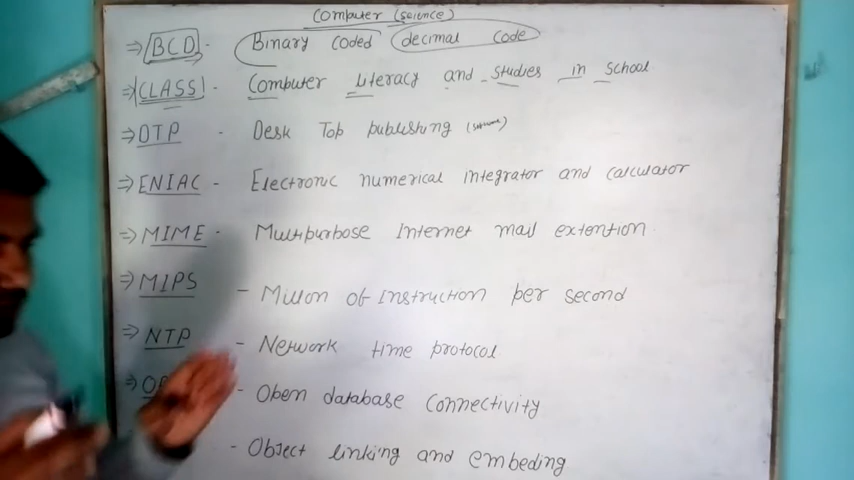 Computer (science)
⇒ BCD - Binary coded decimal code
⇒ CLASS - Computer Literacy and Studies in School
⇒ DTP - Desk Top publishing
⇒ ENIAC - Electronic numerical integrator and calculator
⇒ MIME - Multipurbose Internet mail extention
⇒ MIPS - Millon of instruction per second
⇒ NTP - Network time protocol
⇒ O - Open database connectivity
- Object linking and embeding